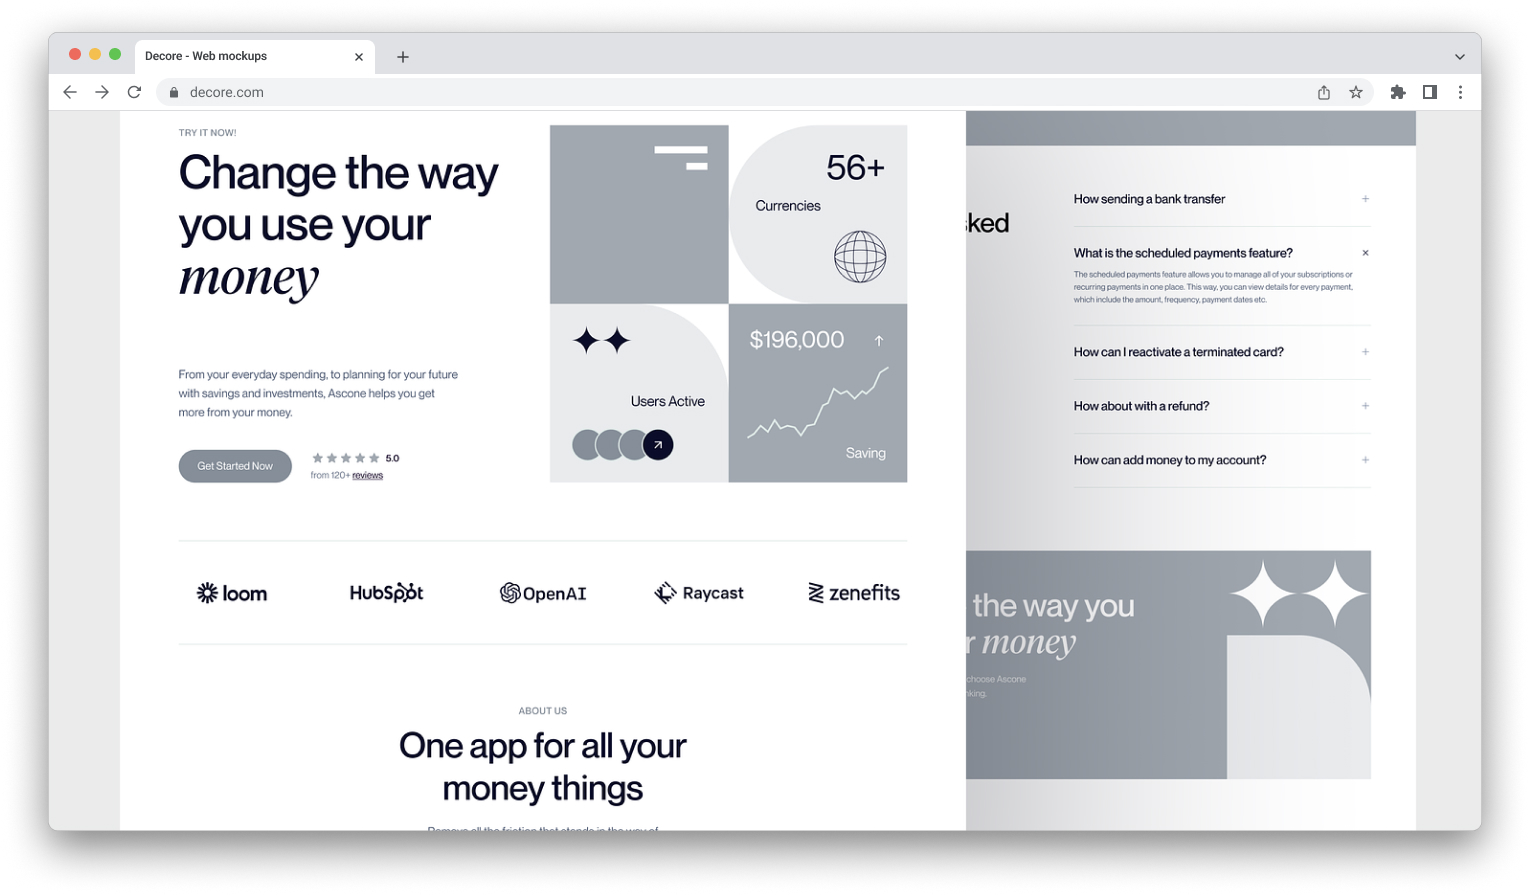 Decore - Web mockups
decore.com
TRY IT NOW!
Change the way
you use your
money
From your everyday spending, to planning for your future
with savings and investments, Ascone helps you get
more from your money.
Get Started Now
5.0
from 120+ reviews
56+
Currencies
Users Active
$196,000
Saving
loom
HubSpot
OpenAI
Raycast
zenefits
ABOUT US
One app for all your
money things
How sending a bank transfer
What is the scheduled payments feature?
The scheduled payments feature allows you to manage all of your subscriptions or
recurring payments in one place. This way, you can view details for every payment,
which include the amount, frequency, payment dates etc.
How can I reactivate a terminated card?
How about with a refund?
How can add money to my account?
the way you
money
choose Ascone